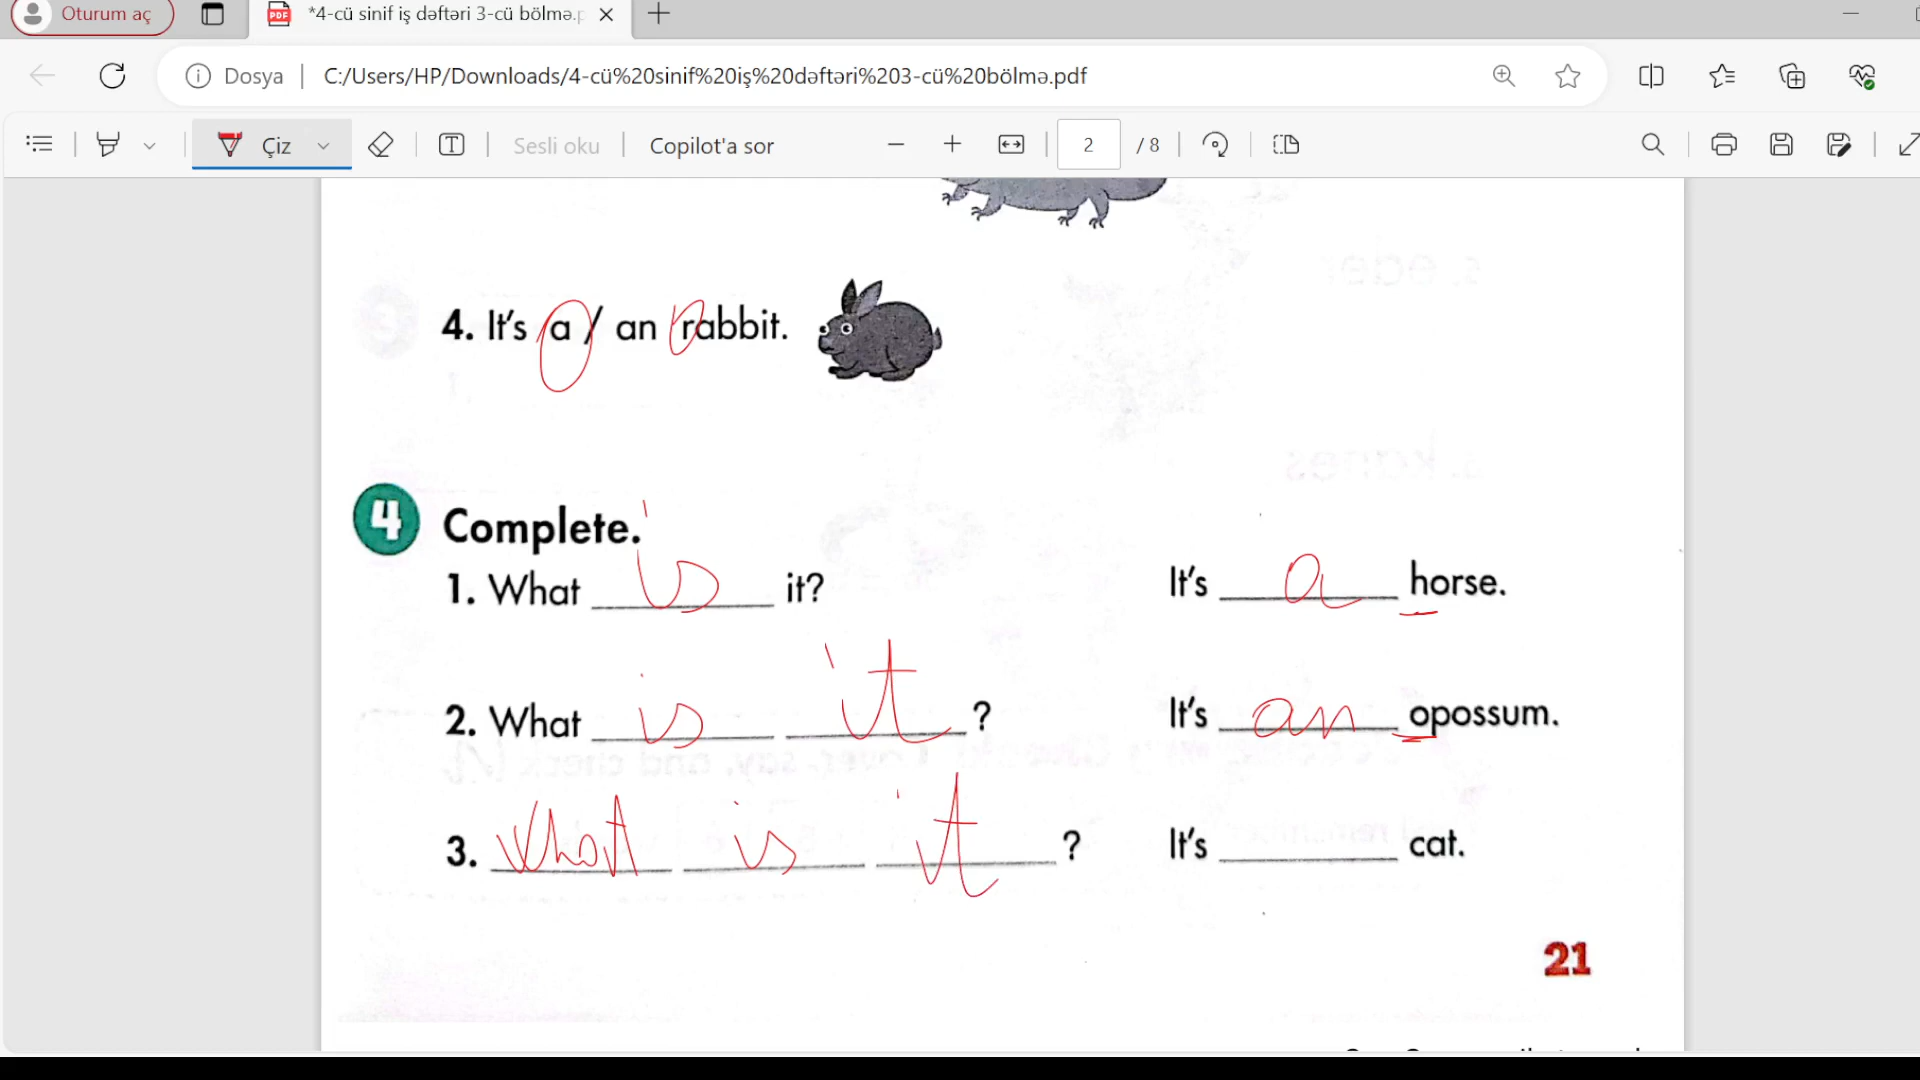 Oturum aç
*4-cü sinif iş dəftəri 3-cü bölmə.p
Dosya | C:/Users/HP/Downloads/4-cü%20sinif%20iş%20dəftəri%203-cü%20bölmə.pdf
Çiz
Sesli oku
Copilot'a sor
2 / 8
4. It's a / an rabbit.
4 Complete.
1. What is it? It's a horse.
2. What is it ? It's an opossum.
3. What is it ? It's ________ cat.
21